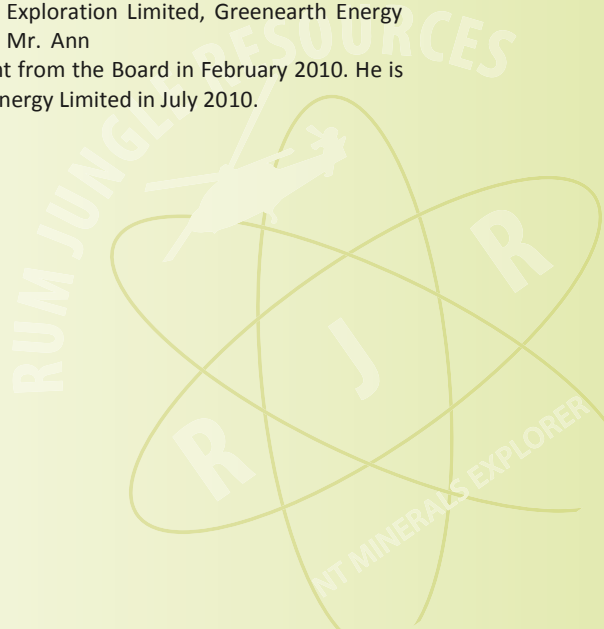 Exploration Limited, Greenearth Energy
Mr. Ann
from the Board in February 2010. He is
Limited in July 2010.
RUM JUNGLE RESOURCES
R J R
NT MINERALS EXPLORER